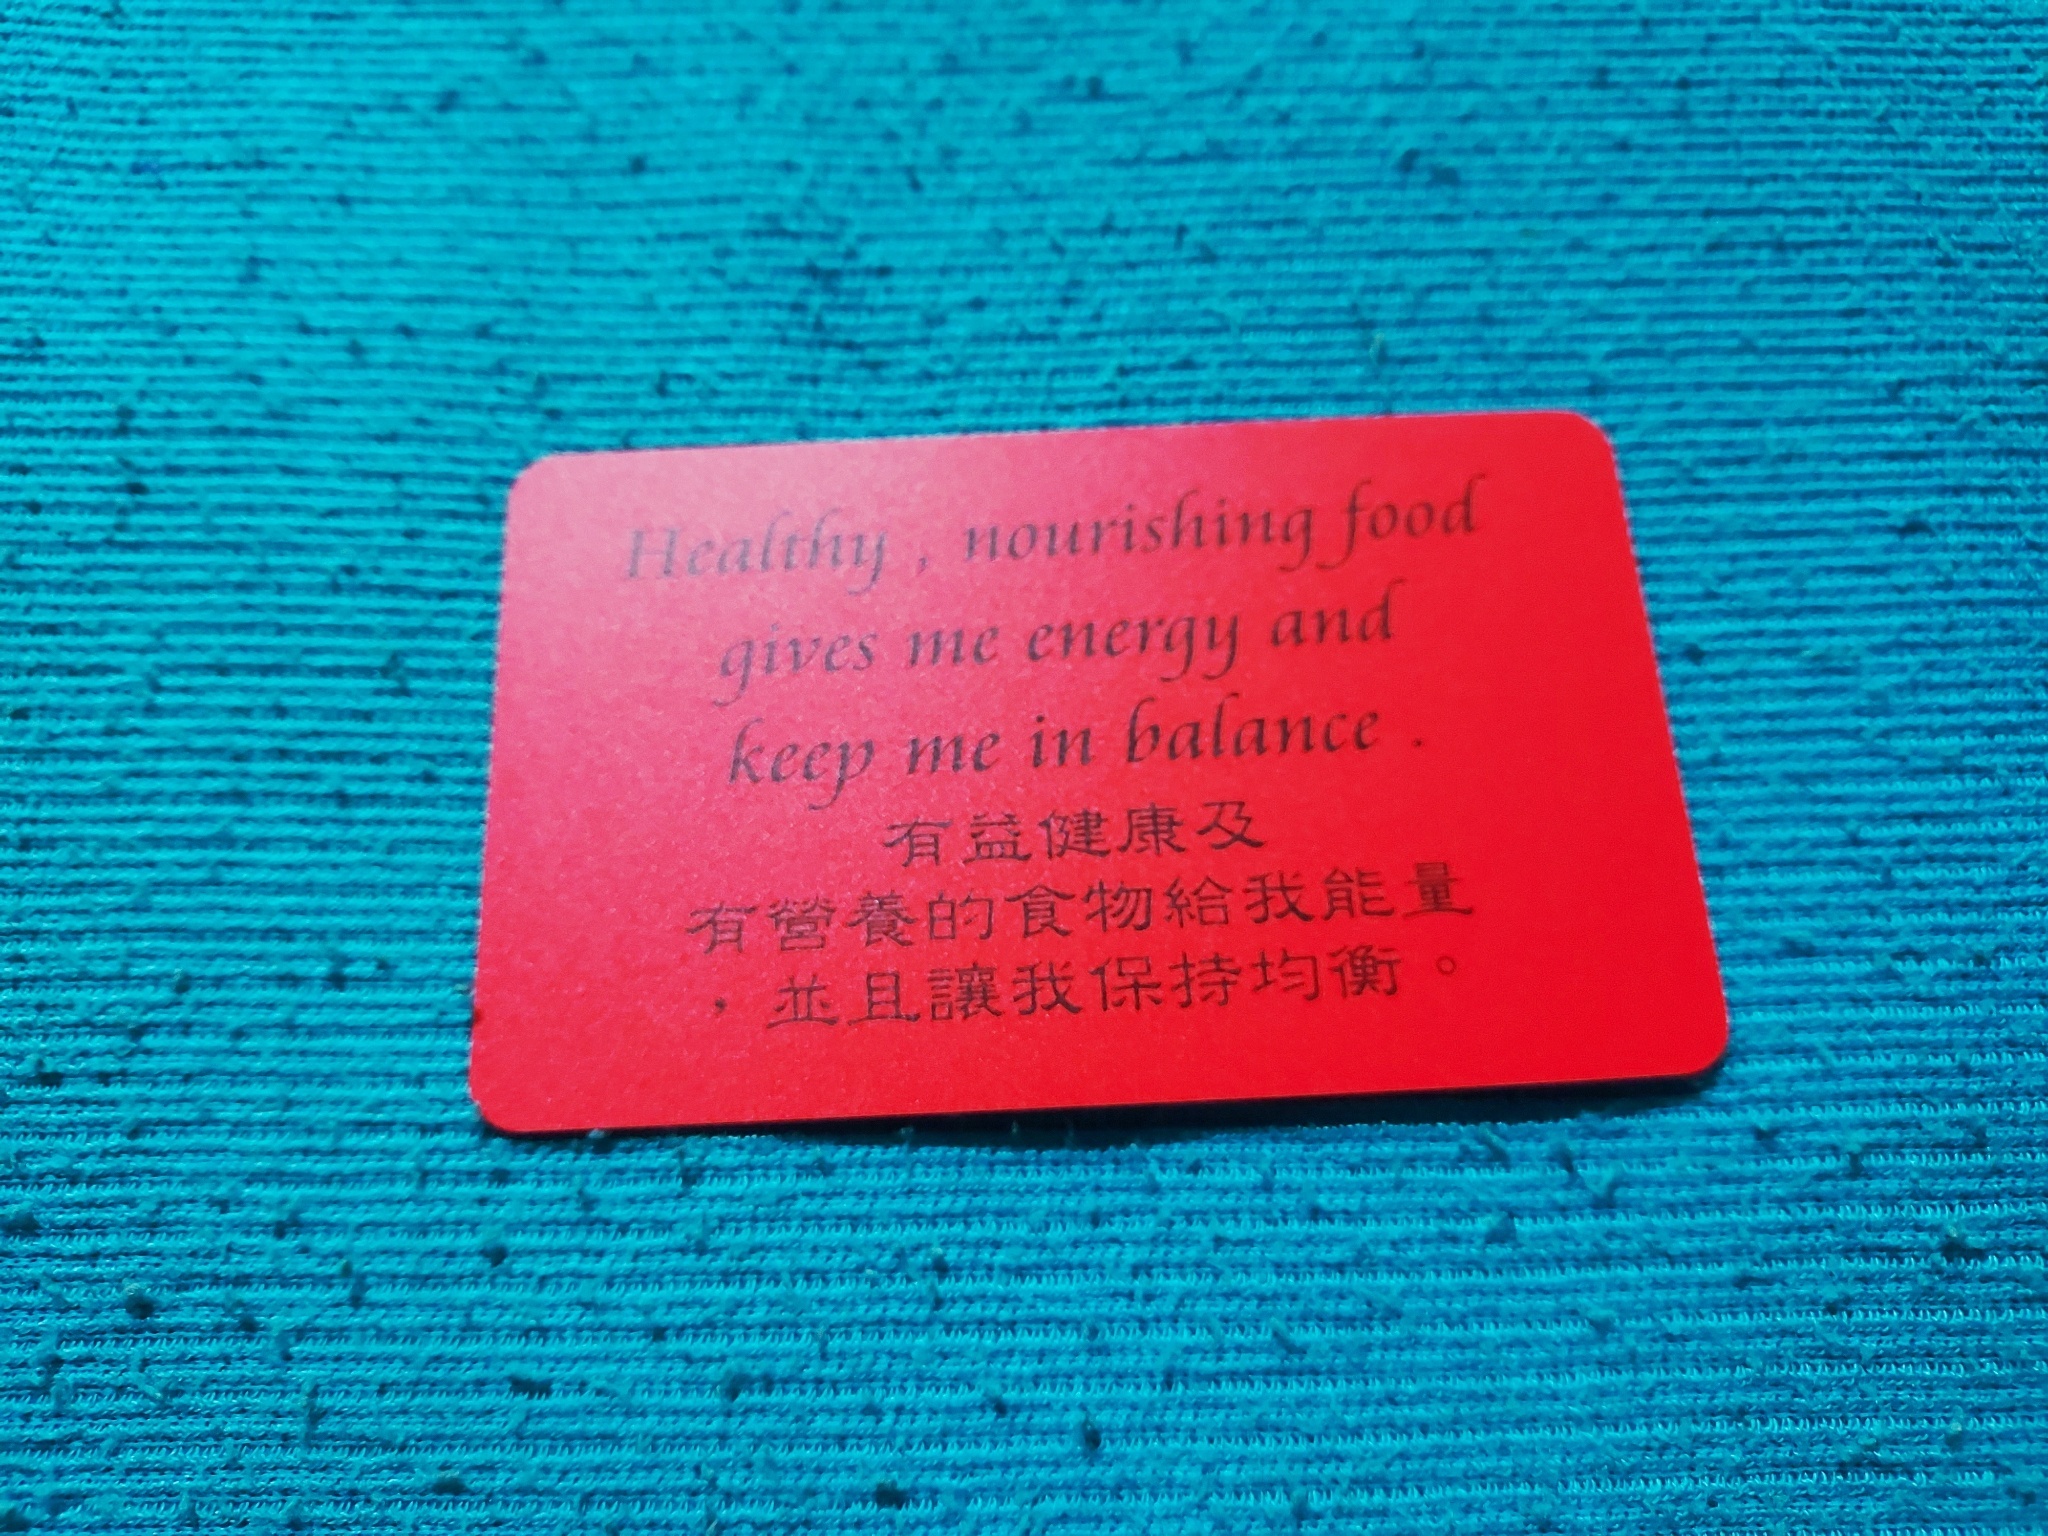 Healthy , nourishing food
gives me energy and
keep me in balance .
有益健康及
有營養的食物給我能量
，並且讓我保持均衡。